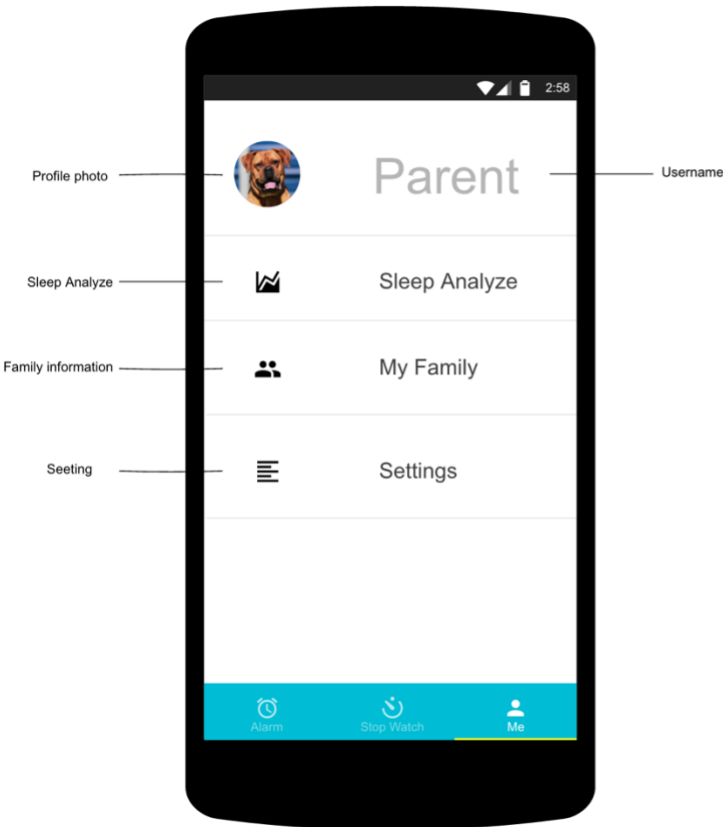 2:58
Profile photo
Parent
Username
Sleep Analyze
Sleep Analyze
Family information
My Family
Seeting
Settings
Alarm
Stop Watch
Me